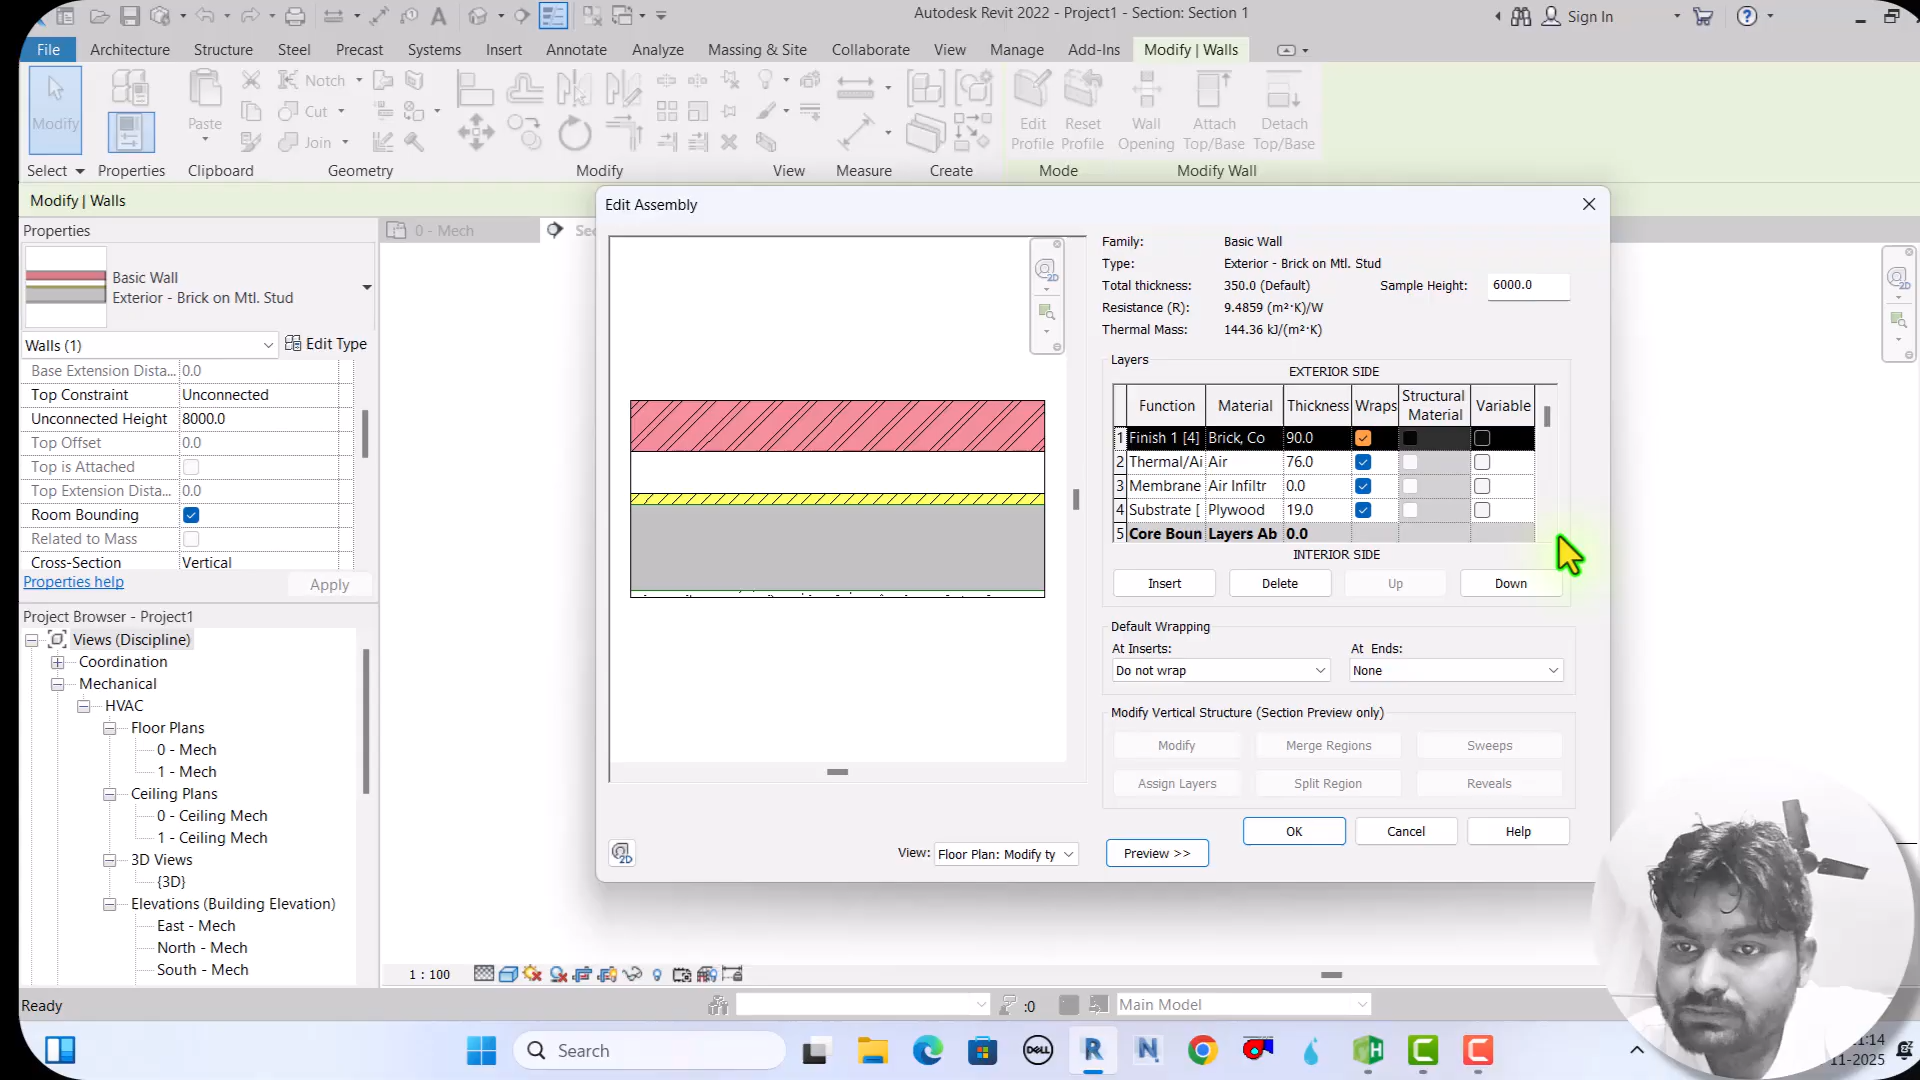 Autodesk Revit 2022 - Project1 - Section: Section 1
Sign In
File Architecture Structure Steel Precast Systems Insert Annotate Analyze Massing & Site Collaborate View Manage Add-Ins Modify | Walls
Modify
Paste
Notch
Cut
Join
Edit Profile
Reset Profile
Wall Opening
Attach Top/Base
Detach Top/Base
Select Properties Clipboard Geometry Modify View Measure Create Mode Modify Wall
Modify | Walls
Properties
Basic Wall
Exterior - Brick on Mtl. Stud
Walls (1) Edit Type
Base Extension Dista... 0.0
Top Constraint Unconnected
Unconnected Height 8000.0
Top Offset 0.0
Top is Attached
Top Extension Dista... 0.0
Room Bounding
Related to Mass
Cross-Section Vertical
Properties help Apply
Project Browser - Project1
Views (Discipline)
Coordination
Mechanical
HVAC
Floor Plans
0 - Mech
1 - Mech
Ceiling Plans
0 - Ceiling Mech
1 - Ceiling Mech
3D Views
{3D}
Elevations (Building Elevation)
East - Mech
North - Mech
South - Mech
0 - Mech
Edit Assembly
Family: Basic Wall
Type: Exterior - Brick on Mtl. Stud
Total thickness: 350.0 (Default) Sample Height: 6000.0
Resistance (R): 9.4859 (m²·K)/W
Thermal Mass: 144.36 kJ/(m²·K)
Layers
EXTERIOR SIDE
Function Material Thickness Wraps Structural Material Variable
1 Finish 1 [4] Brick, Co 90.0
2 Thermal/Ai Air 76.0
3 Membrane Air Infiltr 0.0
4 Substrate [ Plywood 19.0
5 Core Boun Layers Ab 0.0
INTERIOR SIDE
Insert Delete Up Down
Default Wrapping
At Inserts: At Ends:
Do not wrap None
Modify Vertical Structure (Section Preview only)
Modify Merge Regions Sweeps
Assign Layers Split Region Reveals
OK Cancel Help
View: Floor Plan: Modify ty Preview >>
1 : 100
Ready
:0
Main Model
Search
DELL